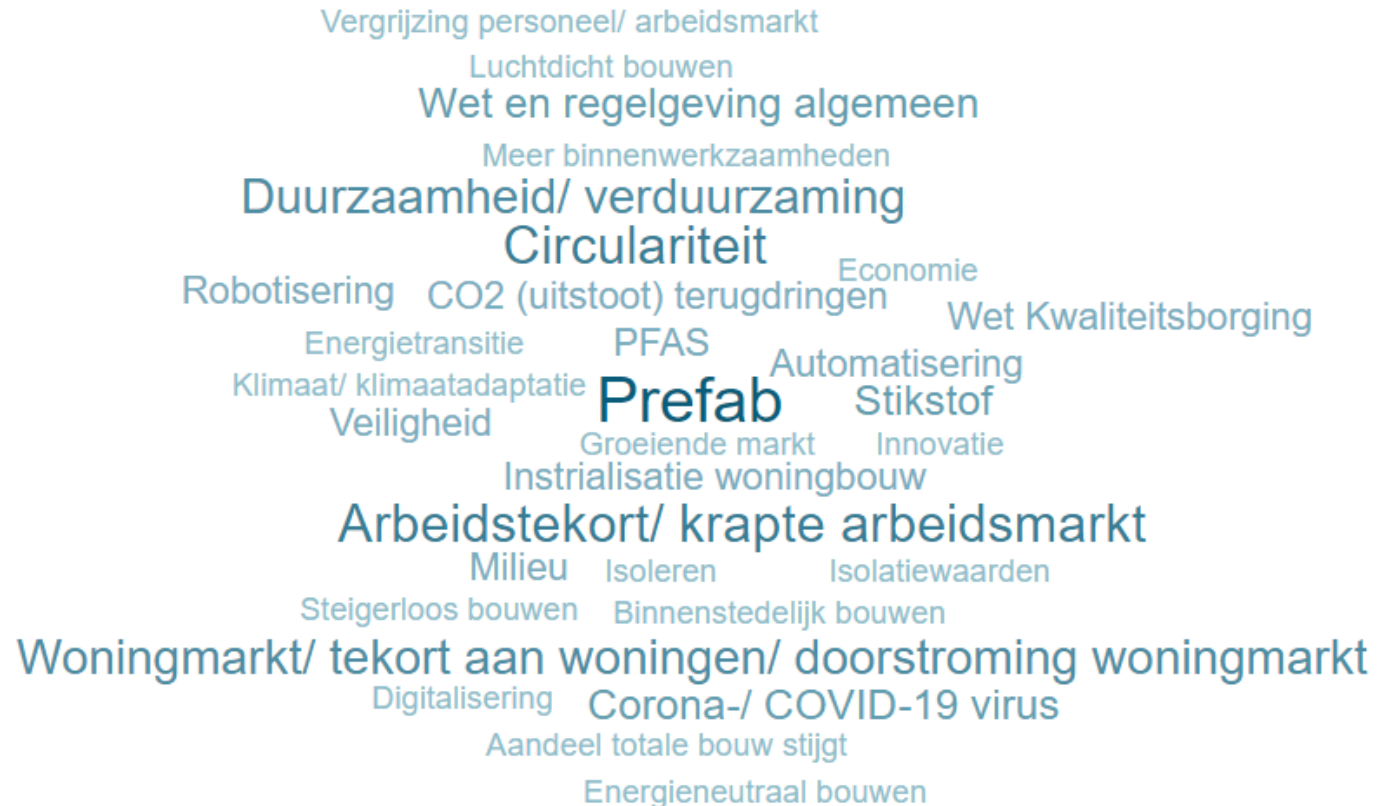 Vergrijzing personeel/ arbeidsmarkt
Luchtdicht bouwen
Wet en regelgeving algemeen
Meer binnenwerkzaamheden
Duurzaamheid/ verduurzaming
Circulariteit
Economie
Robotisering
CO2 (uitstoot) terugdringen
Wet Kwaliteitsborging
Energietransitie
PFAS
Automatisering
Klimaat/ klimaatadaptatie
Prefab
Stikstof
Veiligheid
Groeiende markt
Innovatie
Instrialisatie woningbouw
Arbeidstekort/ krapte arbeidsmarkt
Milieu
Isoleren
Isolatiewaarden
Steigerloos bouwen
Binnenstedelijk bouwen
Woningmarkt/ tekort aan woningen/ doorstroming woningmarkt
Digitalisering
Corona-/ COVID-19 virus
Aandeel totale bouw stijgt
Energieneutraal bouwen